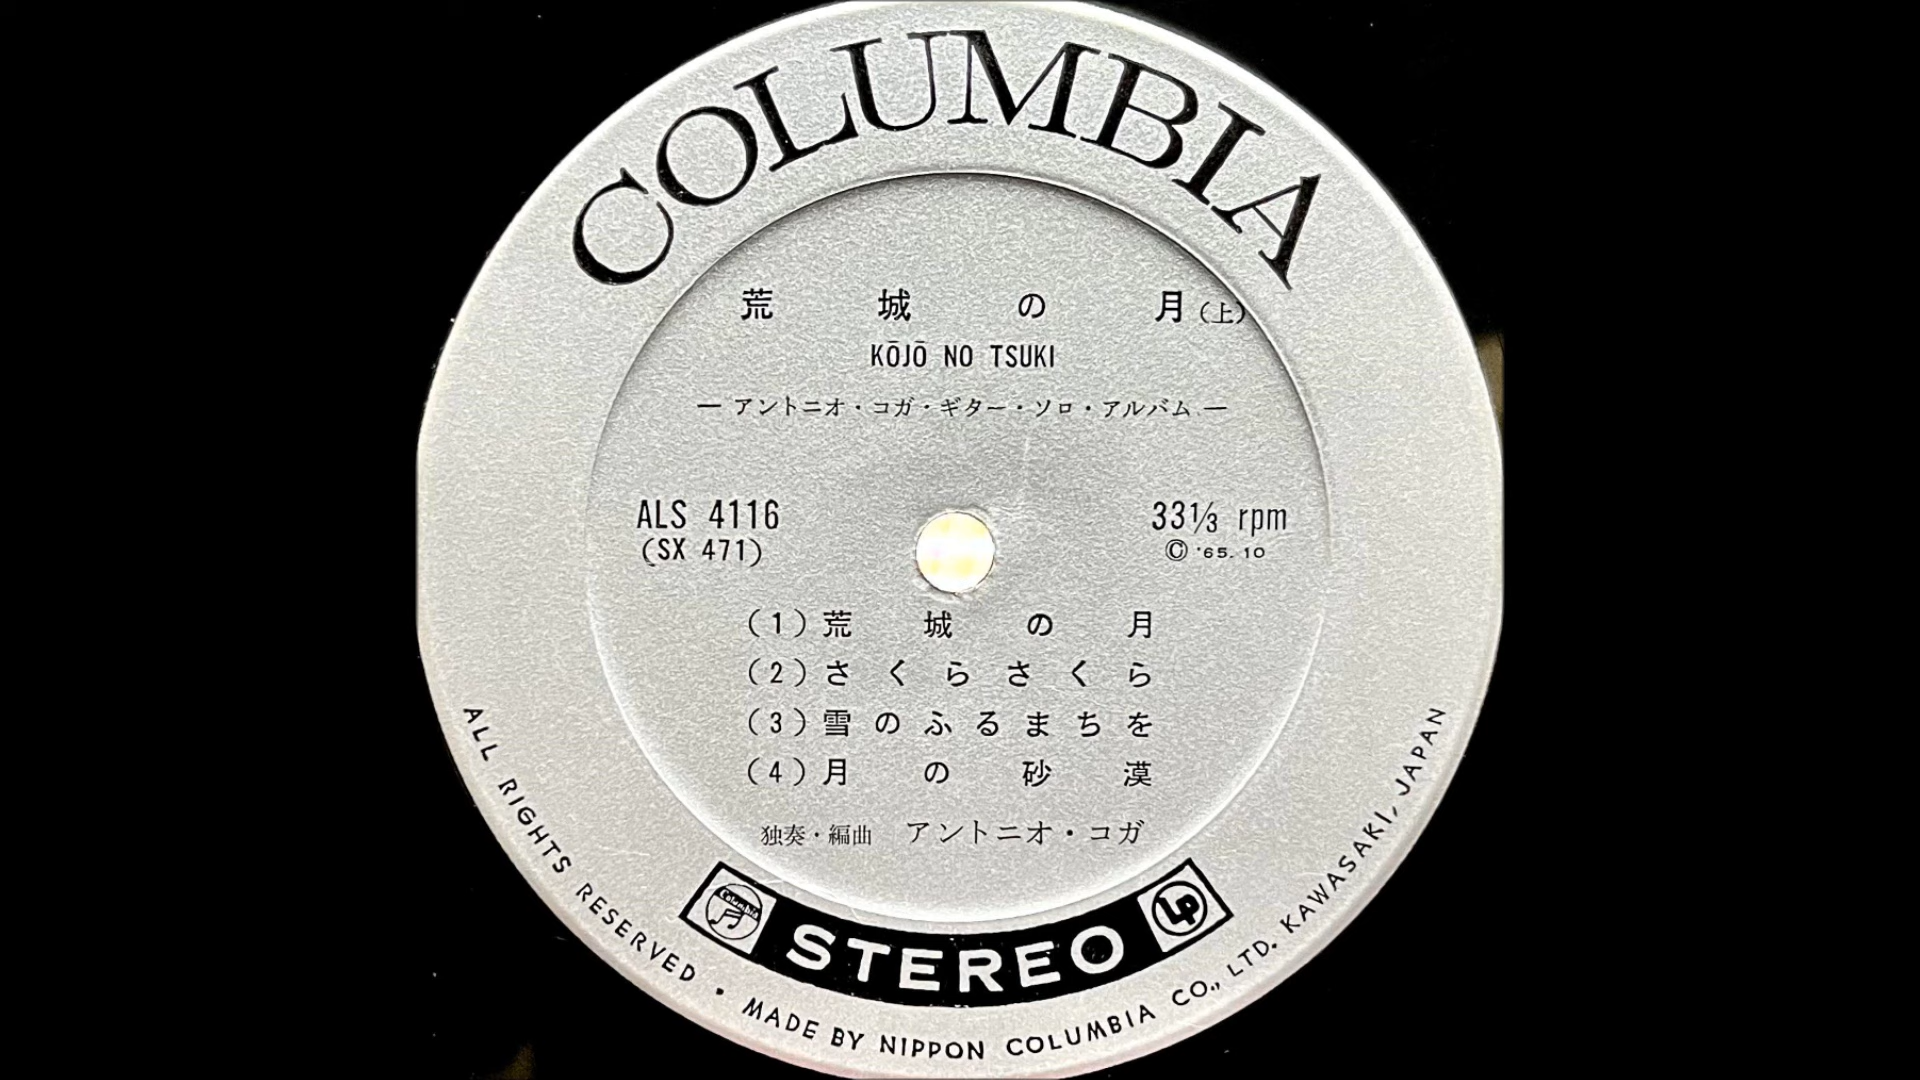 COLUMBIA
荒城の月(上)
KŌJŌ NO TSUKI
— アントニオ・コガ・ギター・ソロ・アルバム —
ALS 4116
(SX 471)
33⅓ rpm
© '65.10
(1) 荒城の月
(2) さくらさくら
(3) 雪のふるまちを
(4) 月の砂漠
独奏・編曲 アントニオ・コガ
Columbia
STEREO
LP
ALL RIGHTS RESERVED • MADE BY NIPPON COLUMBIA CO., LTD. KAWASAKI, JAPAN